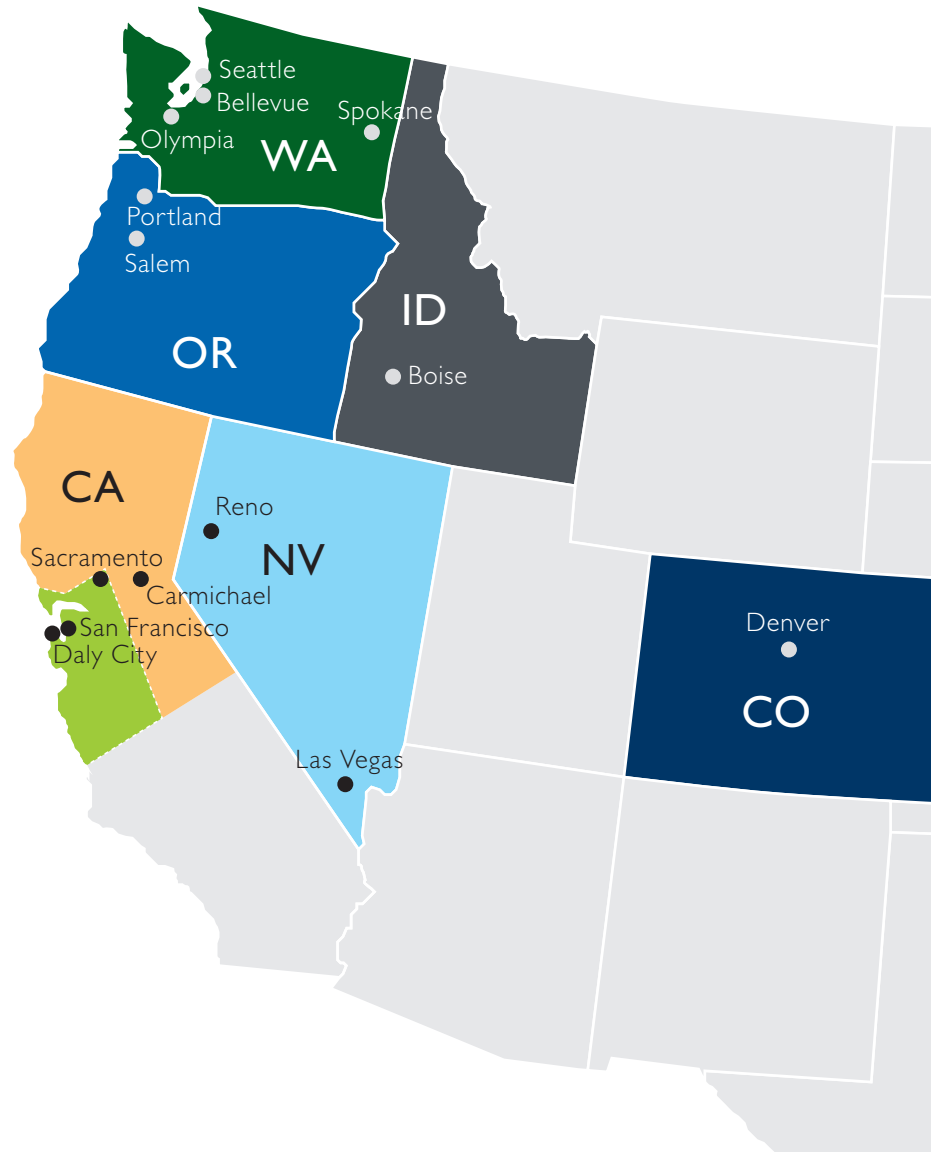 Seattle
Bellevue
Spokane
Olympia
WA
Portland
Salem
ID
OR
Boise
CA
Reno
NV
Sacramento
Carmichael
San Francisco
Daly City
Denver
CO
Las Vegas